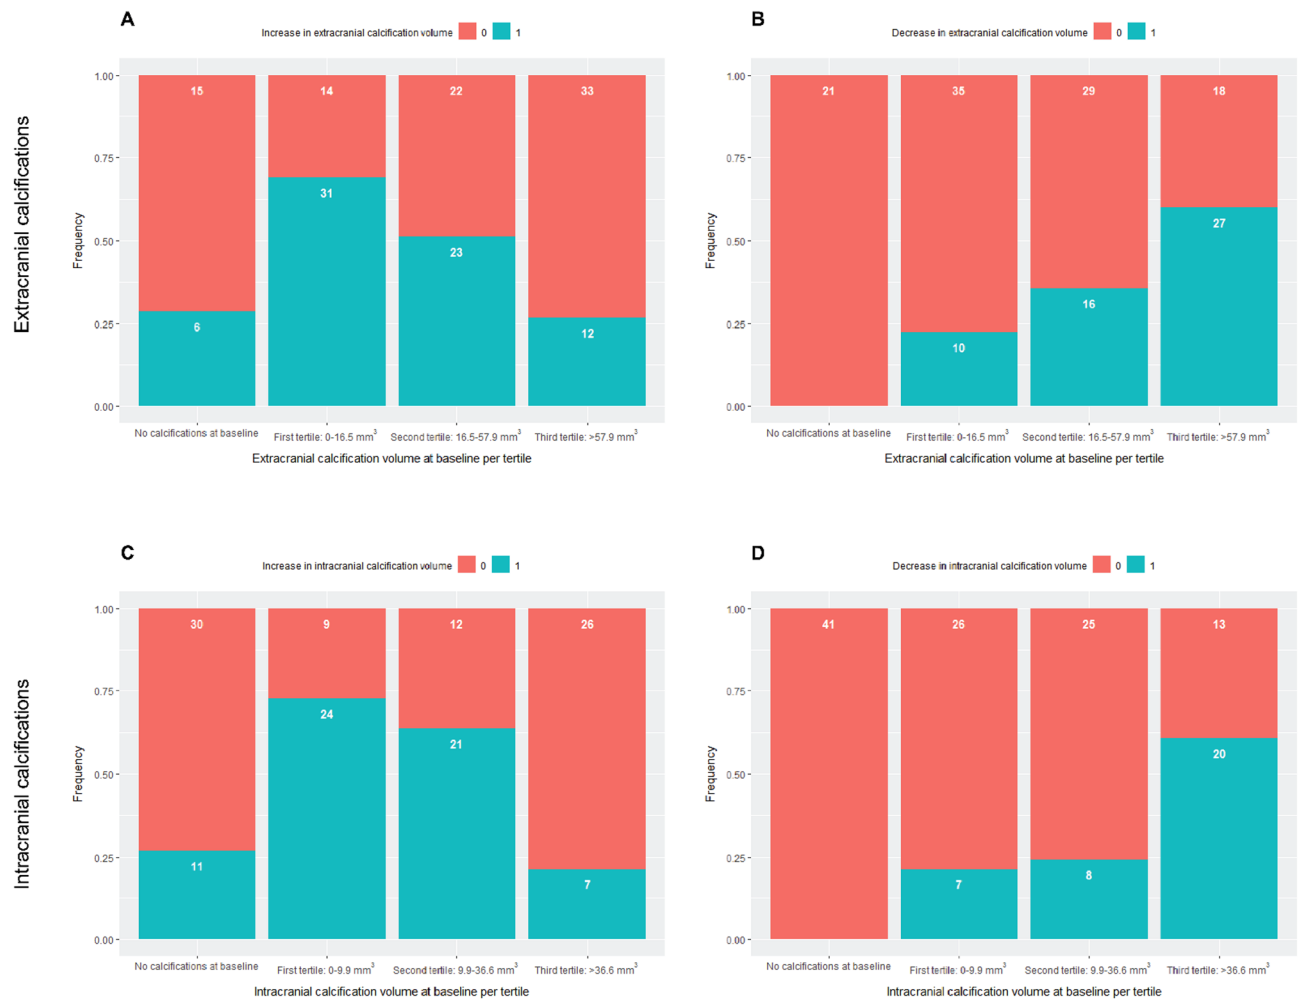 Extracranial calcifications
A
Increase in extracranial calcification volume 0 1
Frequency
1.00
0.75
0.50
0.25
0.00
15 14 22 33
31
23
6
12
No calcifications at baseline First tertile: 0-16.5 mm³ Second tertile: 16.5-57.9 mm³ Third tertile: >57.9 mm³
Extracranial calcification volume at baseline per tertile
B
Decrease in extracranial calcification volume 0 1
Frequency
1.00
0.75
0.50
0.25
0.00
21 35 29 18
27
16
10
No calcifications at baseline First tertile: 0-16.5 mm³ Second tertile: 16.5-57.9 mm³ Third tertile: >57.9 mm³
Extracranial calcification volume at baseline per tertile
Intracranial calcifications
C
Increase in intracranial calcification volume 0 1
Frequency
1.00
0.75
0.50
0.25
0.00
30 9 12 26
24
21
11
7
No calcifications at baseline First tertile: 0-9.9 mm³ Second tertile: 9.9-36.6 mm³ Third tertile: >36.6 mm³
Intracranial calcification volume at baseline per tertile
D
Decrease in intracranial calcification volume 0 1
Frequency
1.00
0.75
0.50
0.25
0.00
41 26 25 13
20
8
7
No calcifications at baseline First tertile: 0-9.9 mm³ Second tertile: 9.9-36.6 mm³ Third tertile: >36.6 mm³
Intracranial calcification volume at baseline per tertile